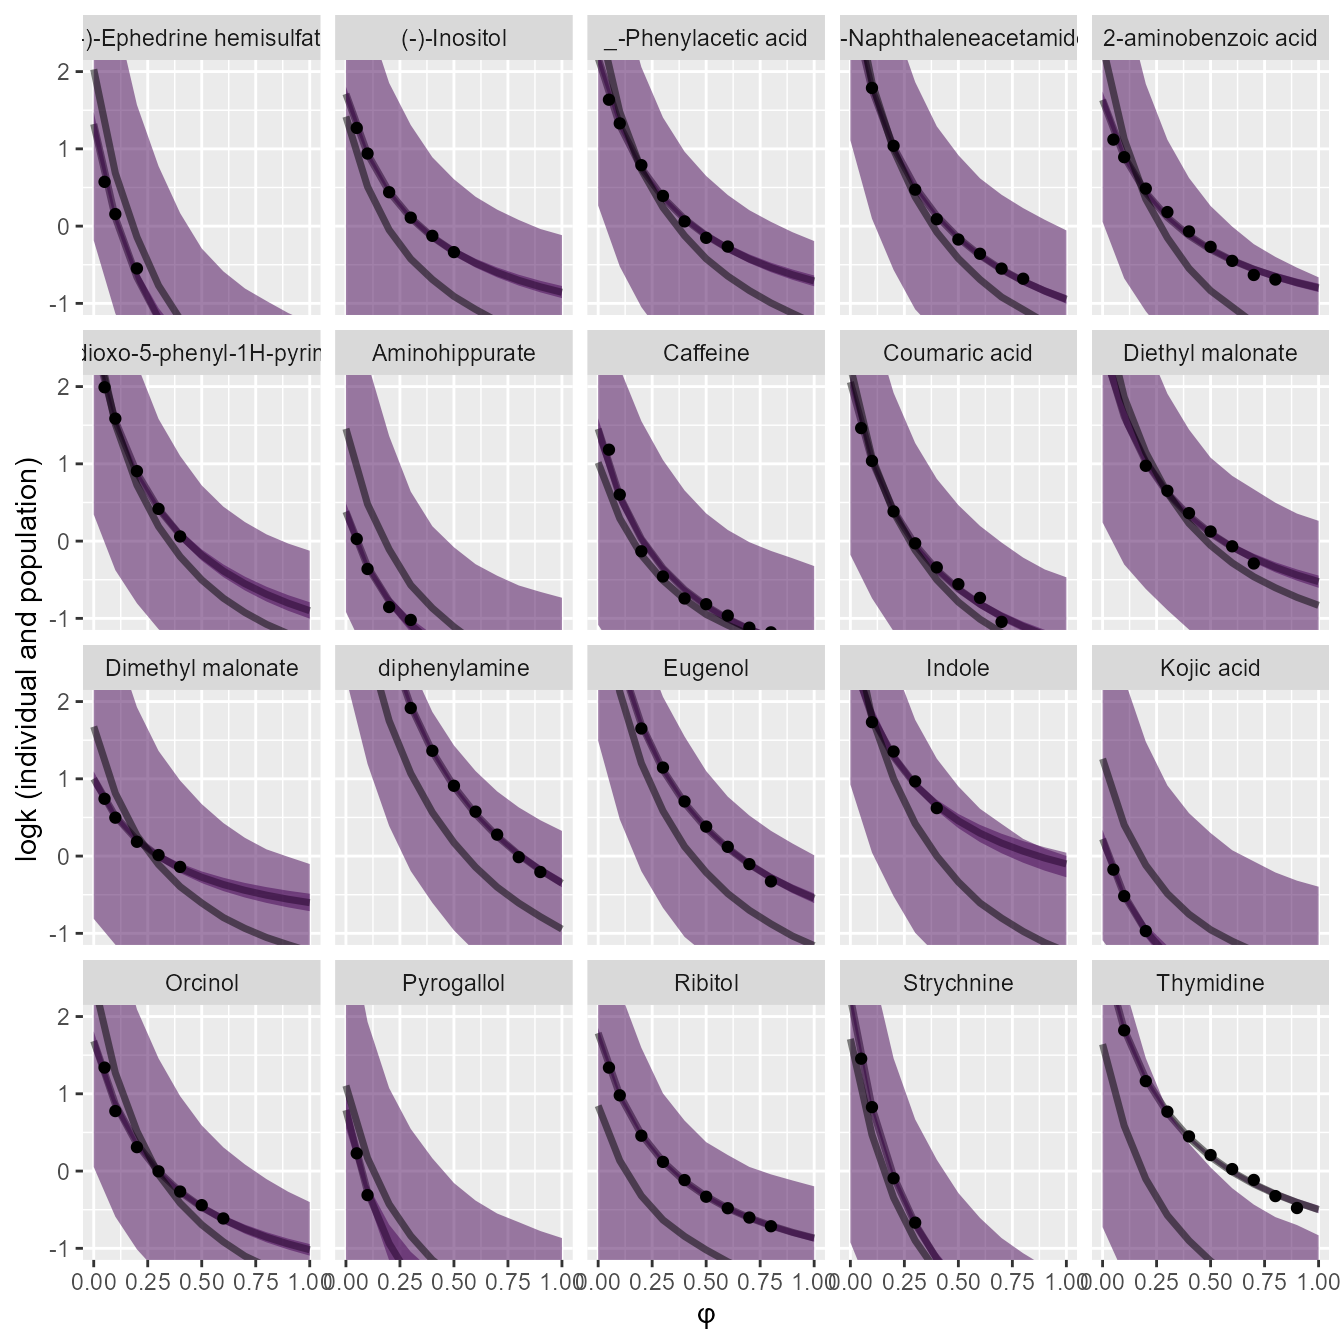 -)-Ephedrine hemisulfat
(-)-Inositol
_-Phenylacetic acid
-Naphthaleneacetamide
2-aminobenzoic acid
2
1
0
-1
dioxo-5-phenyl-1H-pyrin
Aminohippurate
Caffeine
Coumaric acid
Diethyl malonate
2
1
0
-1
logk (individual and population)
Dimethyl malonate
diphenylamine
Eugenol
Indole
Kojic acid
2
1
0
-1
Orcinol
Pyrogallol
Ribitol
Strychnine
Thymidine
2
1
0
-1
0.00 0.25 0.50 0.75 1.00
0.00 0.25 0.50 0.75 1.00
0.00 0.25 0.50 0.75 1.00
0.00 0.25 0.50 0.75 1.00
0.00 0.25 0.50 0.75 1.00
φ